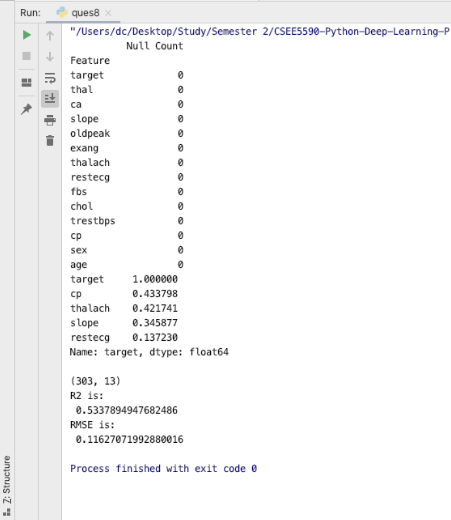 Run: ques8
"/Users/dc/Desktop/Study/Semester 2/CSEE5590-Python-Deep-Learning-P
Null Count
Feature
target 0
thal 0
ca 0
slope 0
oldpeak 0
exang 0
thalach 0
restecg 0
fbs 0
chol 0
trestbps 0
cp 0
sex 0
age 0
target 1.000000
cp 0.433798
thalach 0.421741
slope 0.345877
restecg 0.137230
Name: target, dtype: float64
(303, 13)
R2 is:
0.5337894947682486
RMSE is:
0.11627071992880016
Process finished with exit code 0
Z: Structure